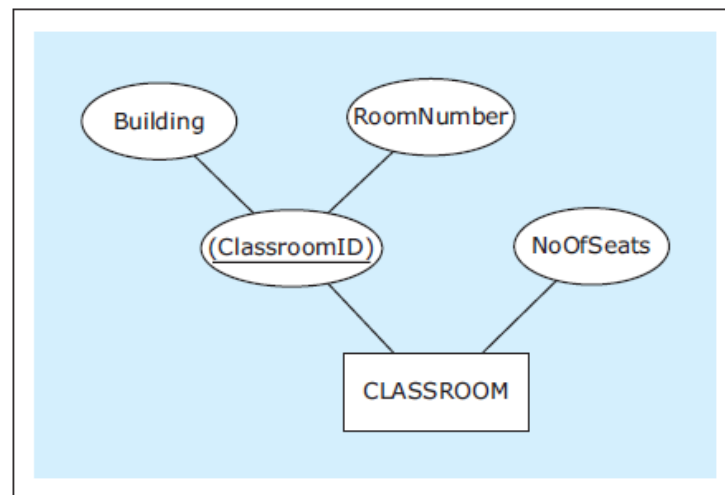 Building
RoomNumber
(ClassroomID)
NoOfSeats
CLASSROOM